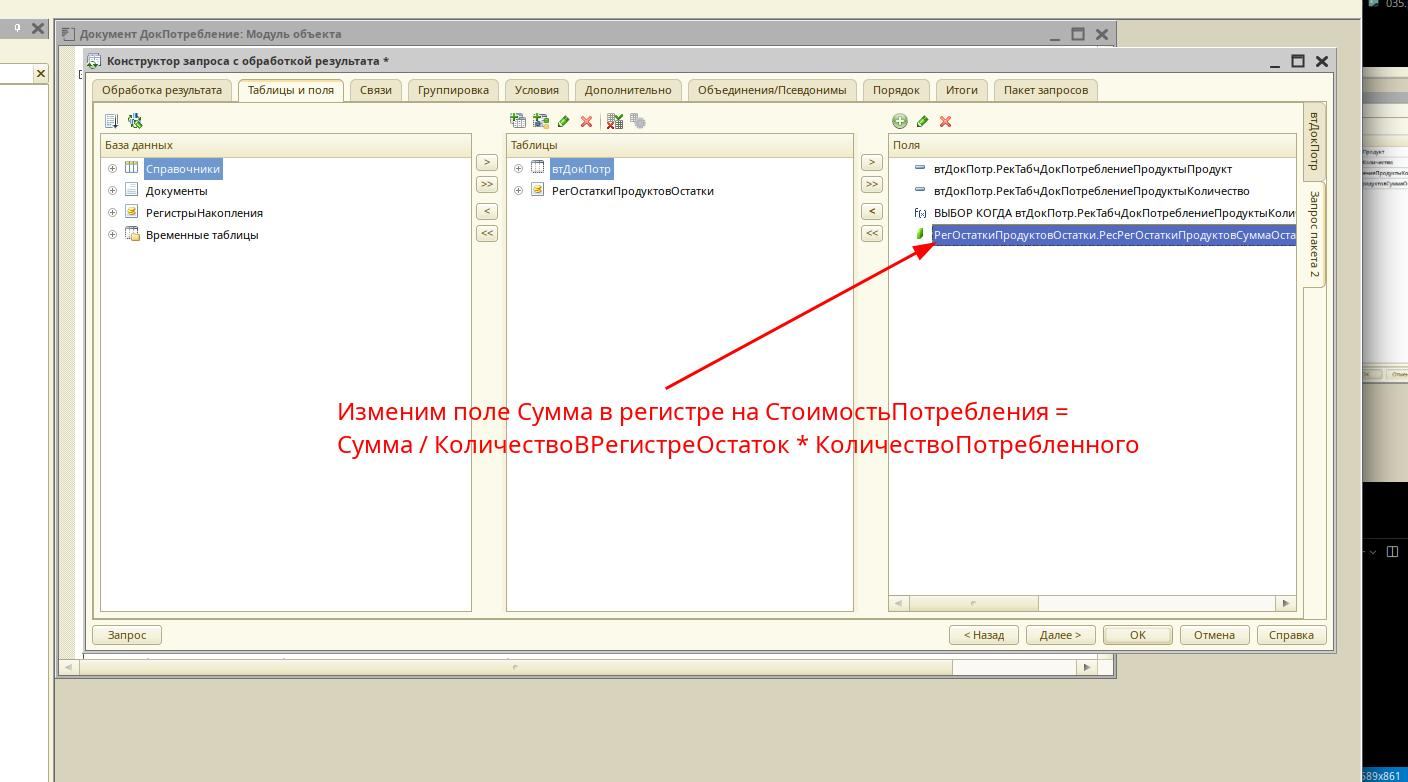 035.
Документ ДокПотребление: Модуль объекта
Конструктор запроса с обработкой результата *
Обработка результата
Таблицы и поля
Связи
Группировка
Условия
Дополнительно
Объединения/Псевдонимы
Порядок
Итоги
Пакет запросов
База данных
Справочники
Документы
РегистрыНакопления
Временные таблицы
>
>>
<
<<
Таблицы
втДокПотр
РегОстаткиПродуктовОстатки
>
>>
<
<<
Поля
втДокПотр.РекТабчДокПотреблениеПродуктыПродукт
втДокПотр.РекТабчДокПотреблениеПродуктыКоличество
ВЫБОР КОГДА втДокПотр.РекТабчДокПотреблениеПродуктыКоли
РегОстаткиПродуктовОстатки.РесРегОстаткиПродуктовСуммаОста
втДокПотр
Запрос пакета 2
Изменим поле Сумма в регистре на СтоимостьПотребления =
Сумма / КоличествоВРегистреОстаток * КоличествоПотребленного
Запрос
< Назад
Далее >
OK
Отмена
Справка
589x861